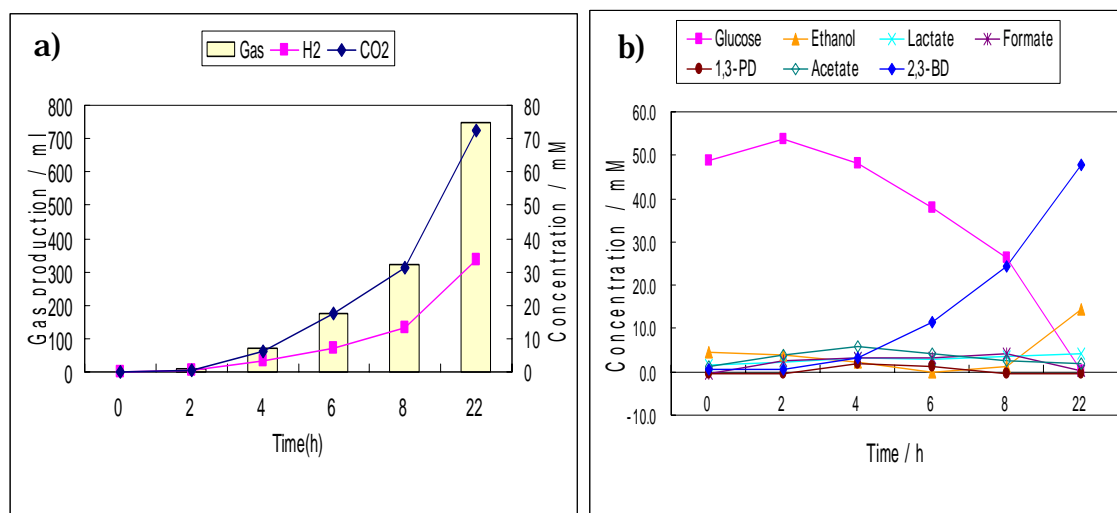 a)
Gas H2 CO2
Gas production / ml
800
700
600
500
400
300
200
100
0
80
70
60
50
40
30
20
10
0
Concentration / mM
0 2 4 6 8 22
Time(h)
b)
Glucose Ethanol Lactate Formate
1,3-PD Acetate 2,3-BD
Concentration / mM
60.0
50.0
40.0
30.0
20.0
10.0
0.0
-10.0
0 2 4 6 8 22
Time / h